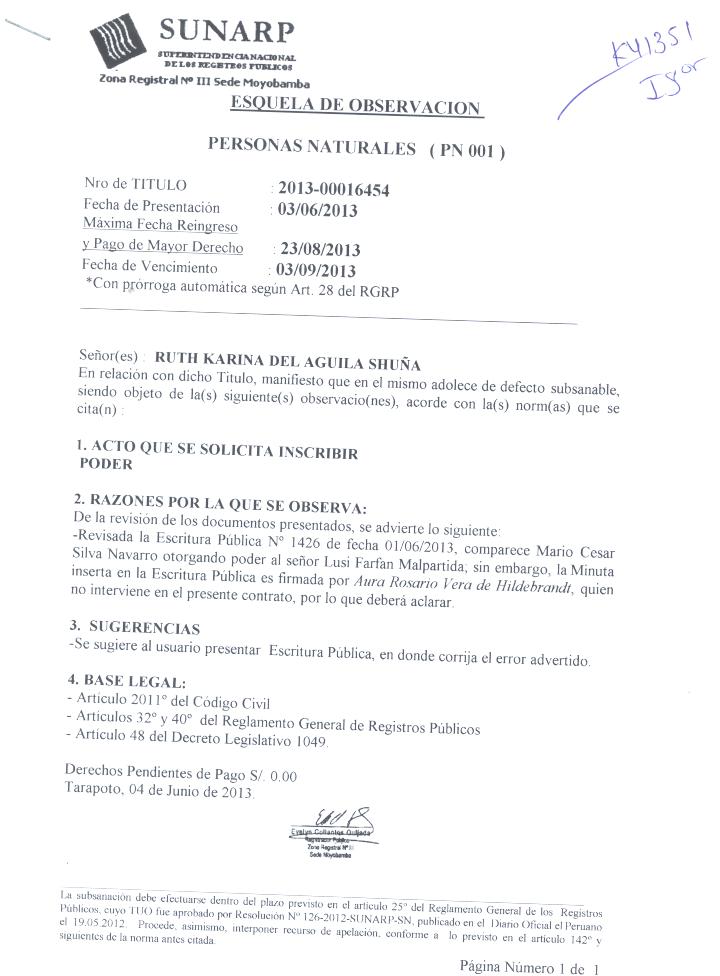 SUNARP
SUPERINTENDENCIA NACIONAL
DE LOS REGISTROS PUBLICOS
Zona Registral Nº III Sede Moyobamba
K41351
Igor
ESQUELA DE OBSERVACION
PERSONAS NATURALES ( PN 001 )
Nro de TITULO : 2013-00016454
Fecha de Presentación : 03/06/2013
Máxima Fecha Reingreso
y Pago de Mayor Derecho : 23/08/2013
Fecha de Vencimiento : 03/09/2013
*Con prórroga automática según Art. 28 del RGRP
Señor(es) : RUTH KARINA DEL AGUILA SHUÑA
En relación con dicho Titulo, manifiesto que en el mismo adolece de defecto subsanable,
siendo objeto de la(s) siguiente(s) observacio(nes), acorde con la(s) norm(as) que se
cita(n) :
1. ACTO QUE SE SOLICITA INSCRIBIR
PODER
2. RAZONES POR LA QUE SE OBSERVA:
De la revisión de los documentos presentados, se advierte lo siguiente:
-Revisada la Escritura Pública Nº 1426 de fecha 01/06/2013, comparece Mario Cesar
Silva Navarro otorgando poder al señor Lusi Farfan Malpartida; sin embargo, la Minuta
inserta en la Escritura Pública es firmada por Aura Rosario Vera de Hildebrandt, quien
no interviene en el presente contrato, por lo que deberá aclarar.
3. SUGERENCIAS
-Se sugiere al usuario presentar Escritura Pública, en donde corrija el error advertido.
4. BASE LEGAL:
- Artículo 2011º del Código Civil
- Artículos 32º y 40º del Reglamento General de Registros Públicos
- Artículo 48 del Decreto Legislativo 1049.
Derechos Pendientes de Pago S/. 0.00
Tarapoto, 04 de Junio de 2013.
Evelyn Collantes Quijada
Registrador Público
Zona Registral Nº III
Sede Moyobamba
La subsanación debe efectuarse dentro del plazo previsto en el artículo 25º del Reglamento General de los Registros
Públicos, cuyo TUO fue aprobado por Resolución Nº 126-2012-SUNARP-SN, publicado en el Diario Oficial el Peruano
el 19.05.2012. Procede, asimismo, interponer recurso de apelación, conforme a lo previsto en el artículo 142º y
siguientes de la norma antes citada.
Página Número 1 de 1